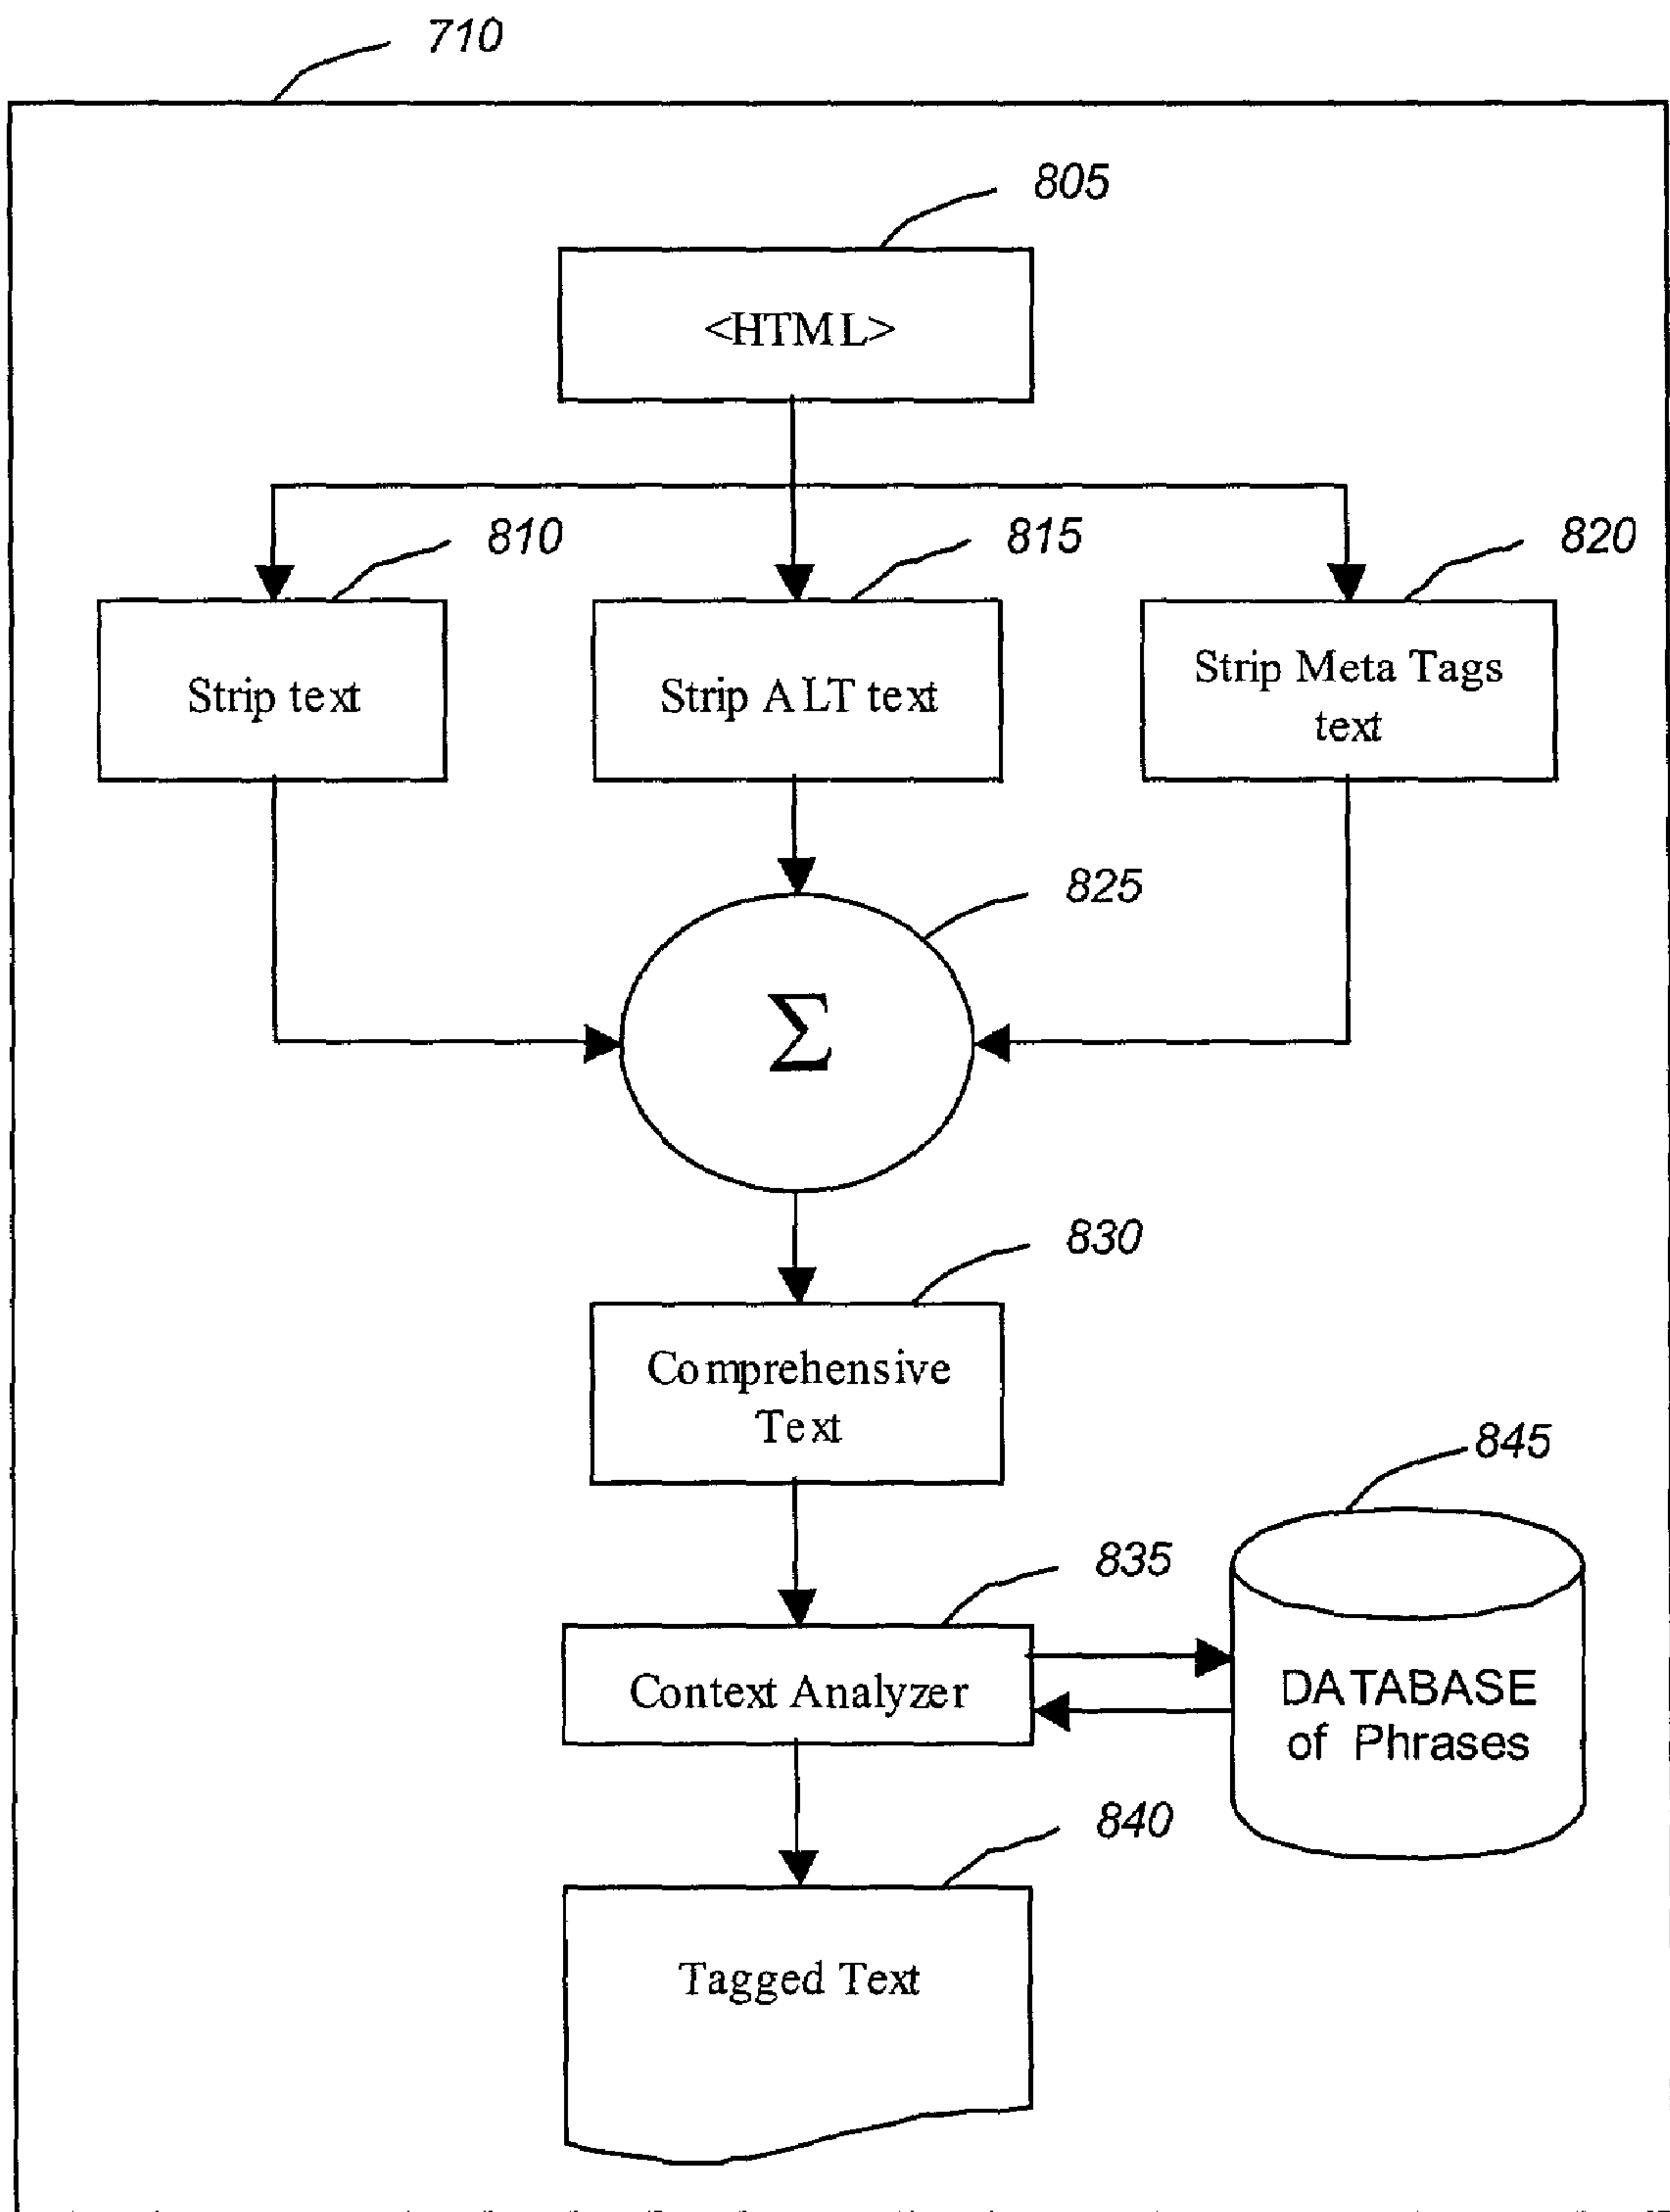 710
805
<HTML>
810
815
820
Strip text
Strip ALT text
Strip Meta Tags
text
825
Σ
830
Comprehensive
Text
845
835
Context Analyzer
DATABASE
of Phrases
840
Tagged Text